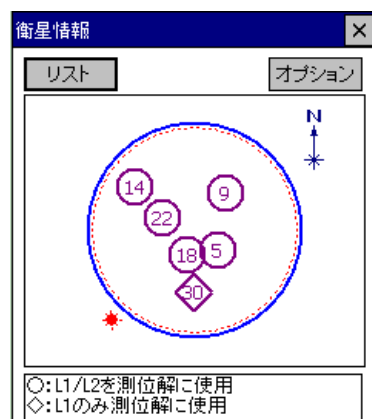 衛星情報
リスト
オプション
N
14
9
22
18
5
30
○:L1/L2を測位解に使用
◇:L1のみ測位解に使用